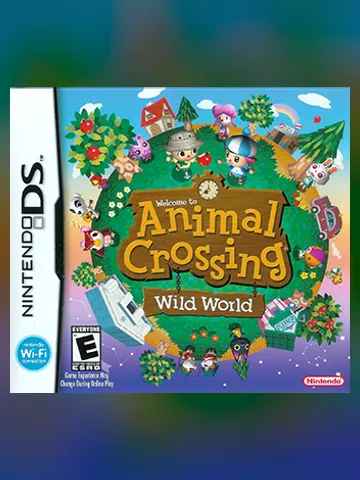 NINTENDO DS™
Welcome to
Animal
Crossing
Wild World
Nintendo
Wi-Fi
CONNECTION
EVERYONE
E
ESRB
Game Experience May
Change During Online Play
Nintendo